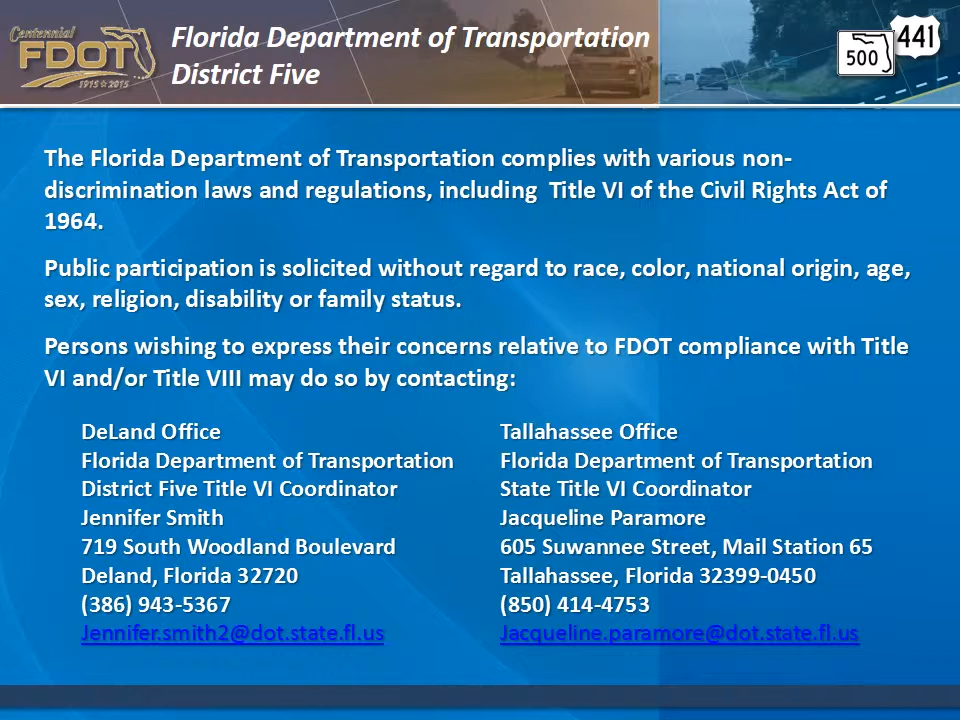 Centennial
FDOT
1915★2015
Florida Department of Transportation
District Five
500
441
The Florida Department of Transportation complies with various non-
discrimination laws and regulations, including  Title VI of the Civil Rights Act of
1964.
Public participation is solicited without regard to race, color, national origin, age,
sex, religion, disability or family status.
Persons wishing to express their concerns relative to FDOT compliance with Title
VI and/or Title VIII may do so by contacting:
DeLand Office
Florida Department of Transportation
District Five Title VI Coordinator
Jennifer Smith
719 South Woodland Boulevard
Deland, Florida 32720
(386) 943-5367
Jennifer.smith2@dot.state.fl.us
Tallahassee Office
Florida Department of Transportation
State Title VI Coordinator
Jacqueline Paramore
605 Suwannee Street, Mail Station 65
Tallahassee, Florida 32399-0450
(850) 414-4753
Jacqueline.paramore@dot.state.fl.us